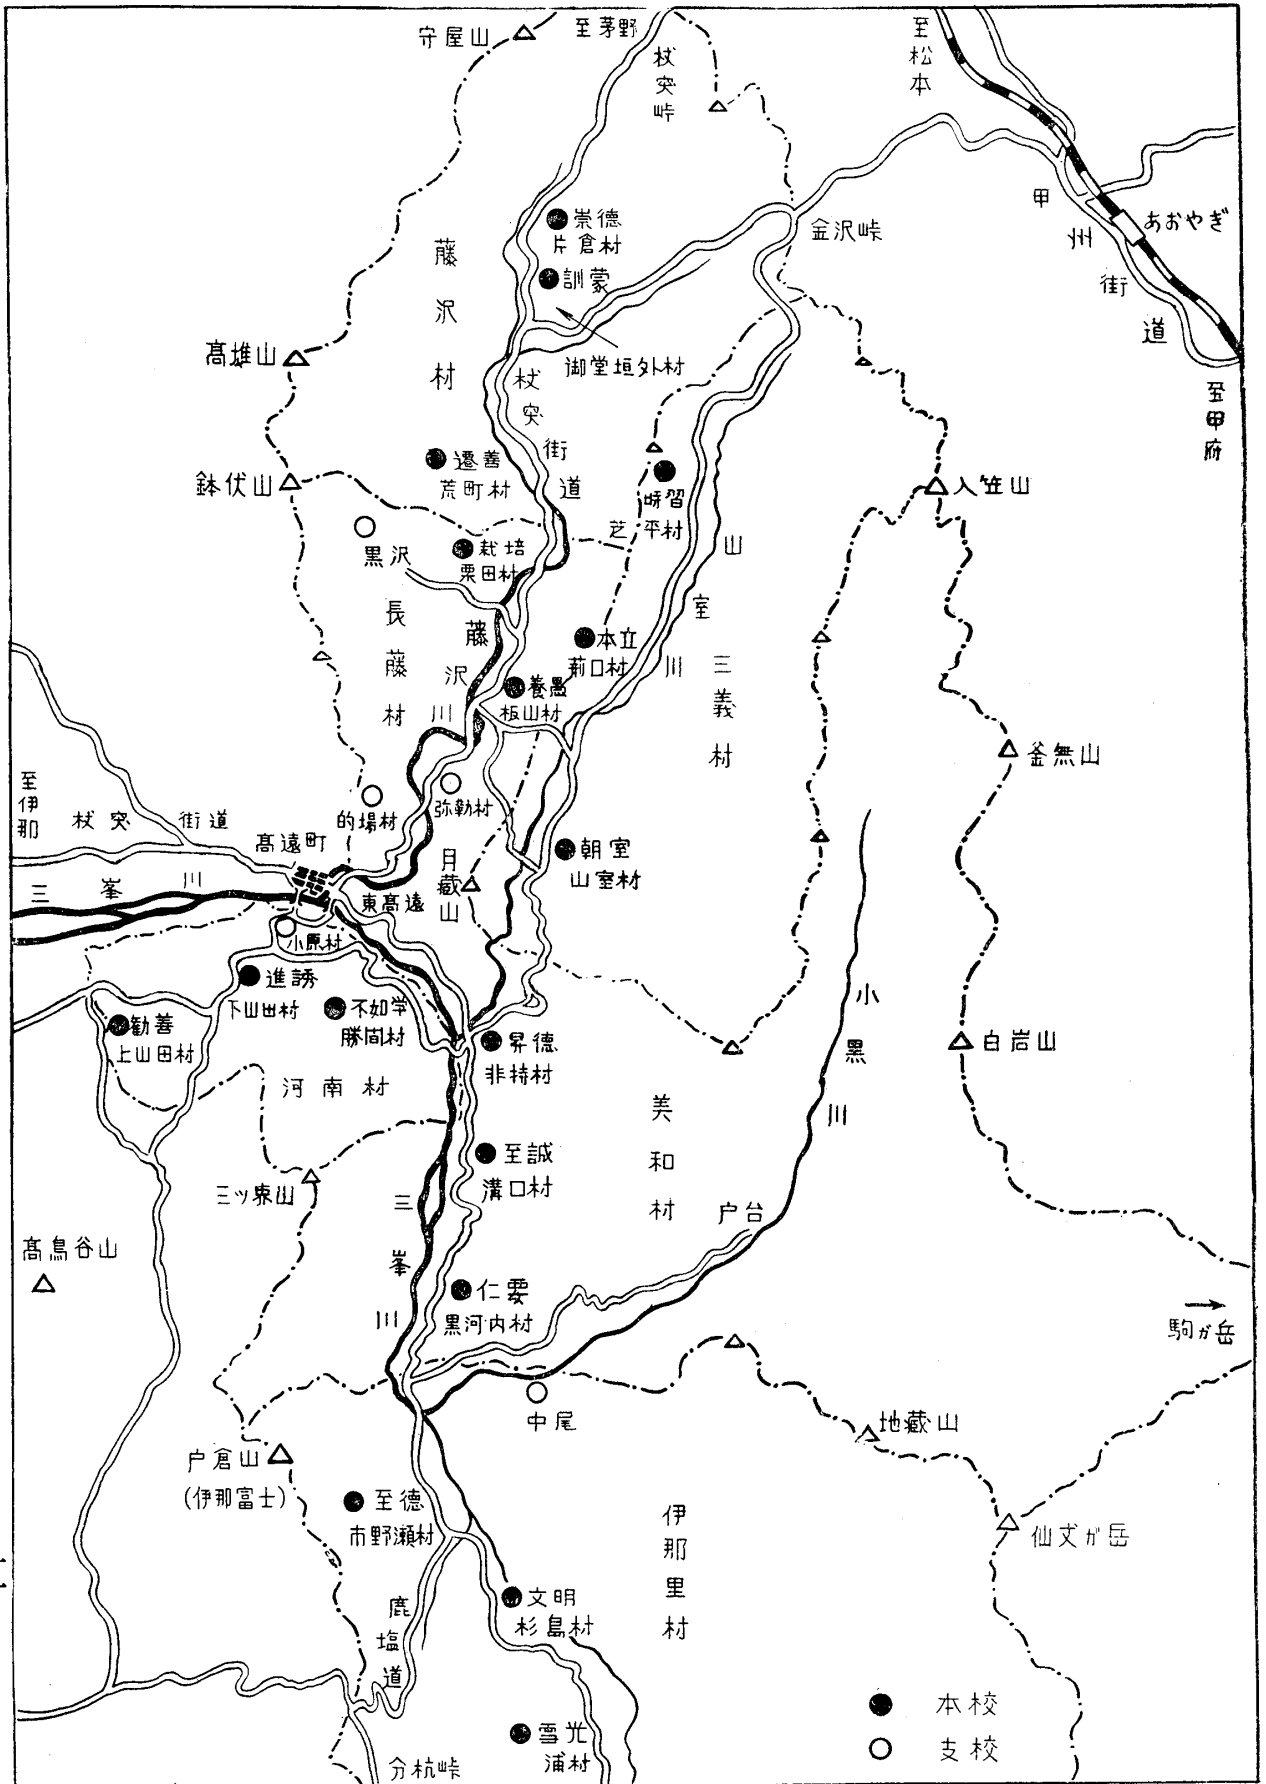 守屋山
至茅野
杖突峠
至松本
崇徳
片倉村
訓蒙
御堂垣外村
金沢峠
甲州街道
あおやぎ
至甲府
藤沢村
高雄山
杖突街道
鉢伏山
遷善
荒町村
時習
芝平村
入笠山
黒沢
栽培
栗田村
山室川
長藤村
藤沢川
本立
前口村
養愚
板山村
三義村
釜無山
至伊那
杖突街道
高遠町
的場村
弥勒村
月蔵山
朝室
山室村
三峯川
東高遠
小原村
進誘
下山田村
不如学
勝間村
勧善
上山田村
昇徳
非持村
小黒川
白岩山
河南村
美和村
至誠
溝口村
三ツ界山
三峯川
戸台
高烏谷山
仁要
黒河内村
駒ガ岳
中尾
地蔵山
戸倉山
(伊那富士)
至徳
市野瀬村
伊那里村
仙丈ガ岳
文明
杉島村
鹿塩道
雪光
浦村
分杭峠
本校
支校